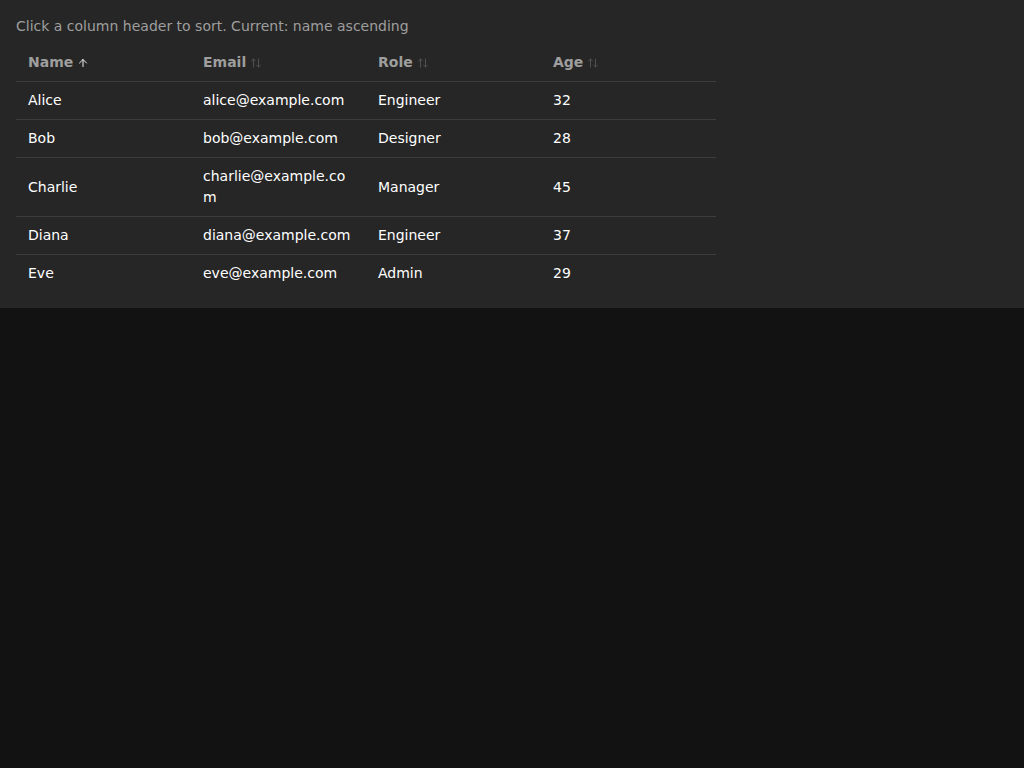 Click a column header to sort. Current: name ascending
Name Email Role Age
Alice alice@example.com Engineer 32
Bob bob@example.com Designer 28
Charlie charlie@example.co
m Manager 45
Diana diana@example.com Engineer 37
Eve eve@example.com Admin 29